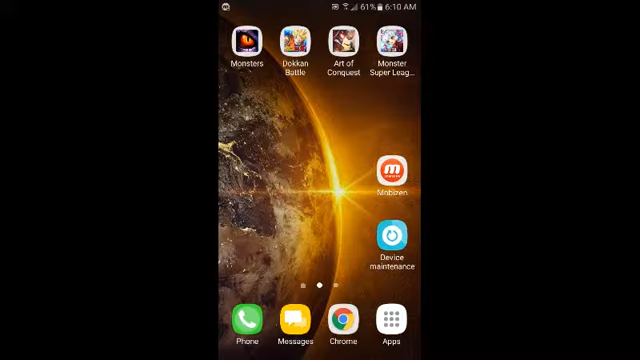 61% 6:10 AM
Monsters
Dokkan
Battle
Art of
Conquest
Monster
Super Leag...
Mobizen
Device
maintenance
Phone
Messages
Chrome
Apps